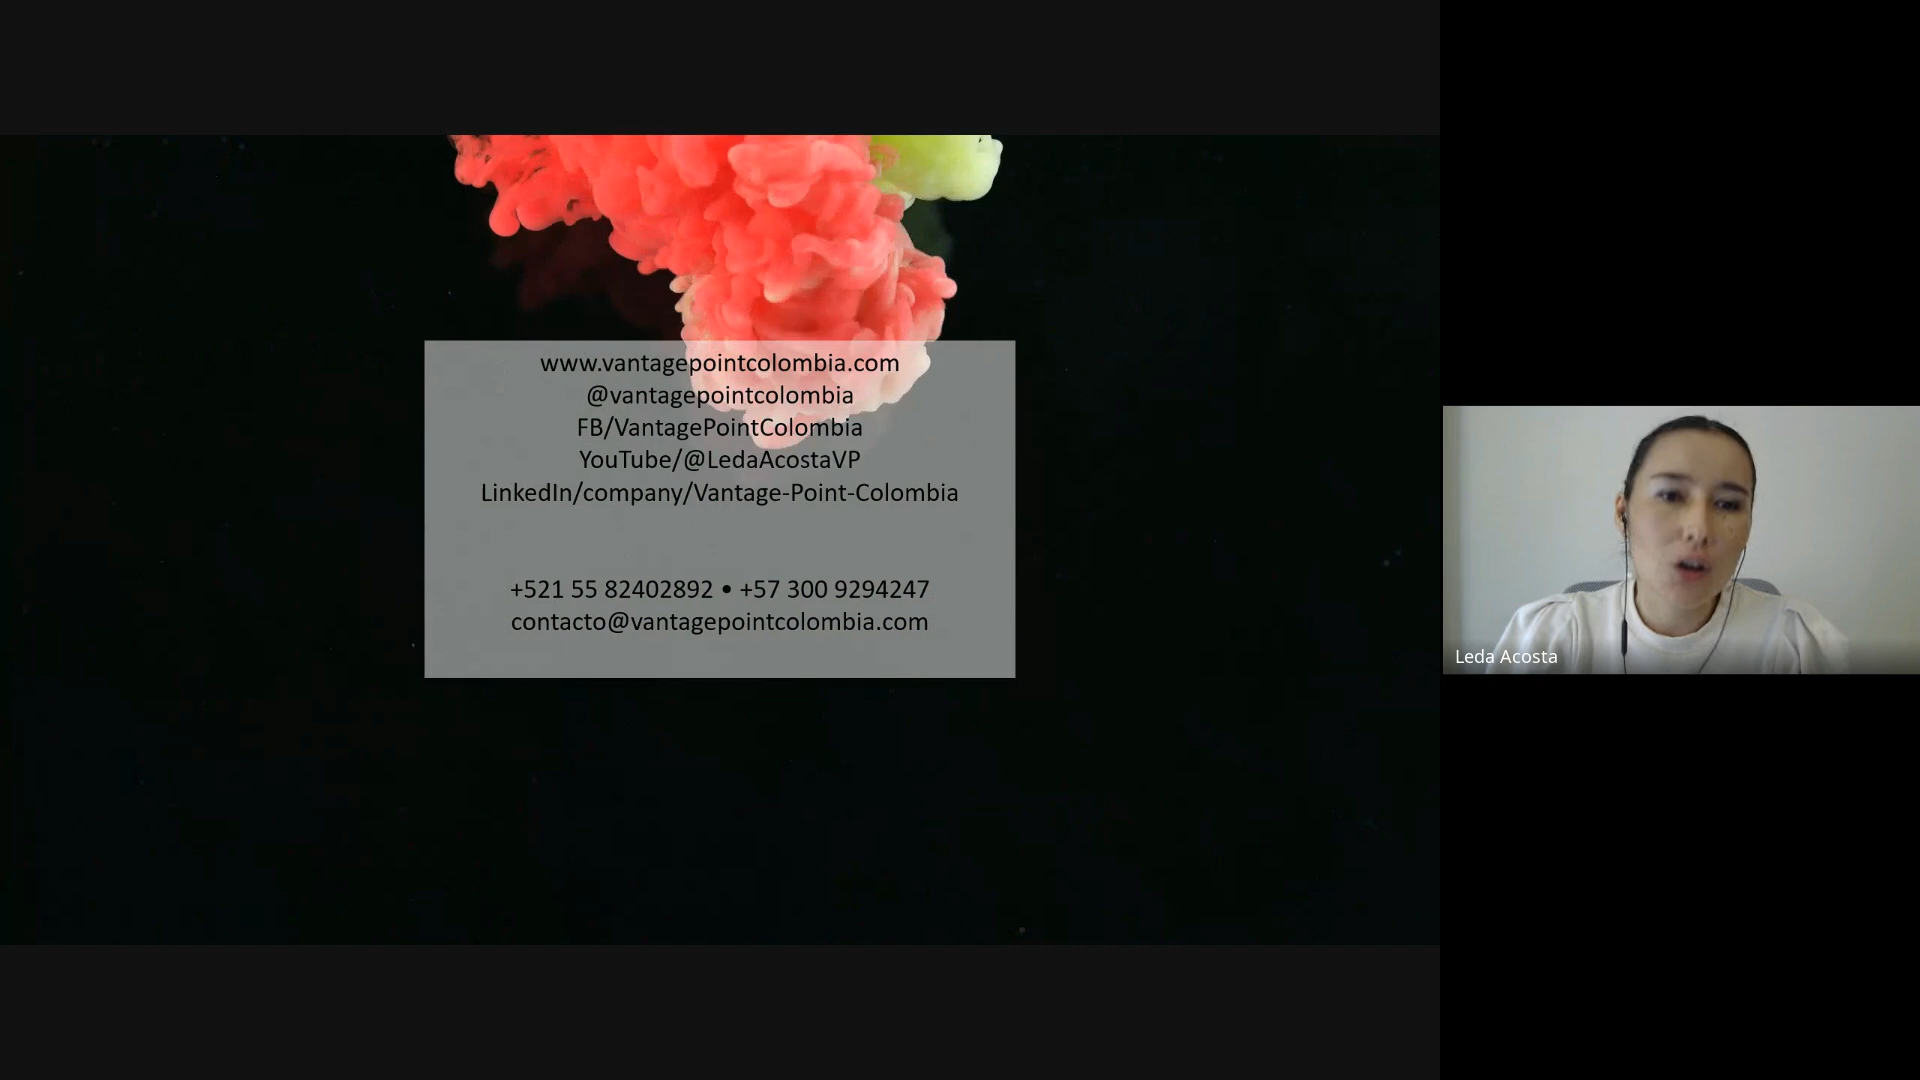 www.vantagepointcolombia.com
@vantagepointcolombia
FB/VantagePointColombia
YouTube/@LedaAcostaVP
LinkedIn/company/Vantage-Point-Colombia
+521 55 82402892 • +57 300 9294247
contacto@vantagepointcolombia.com
Leda Acosta